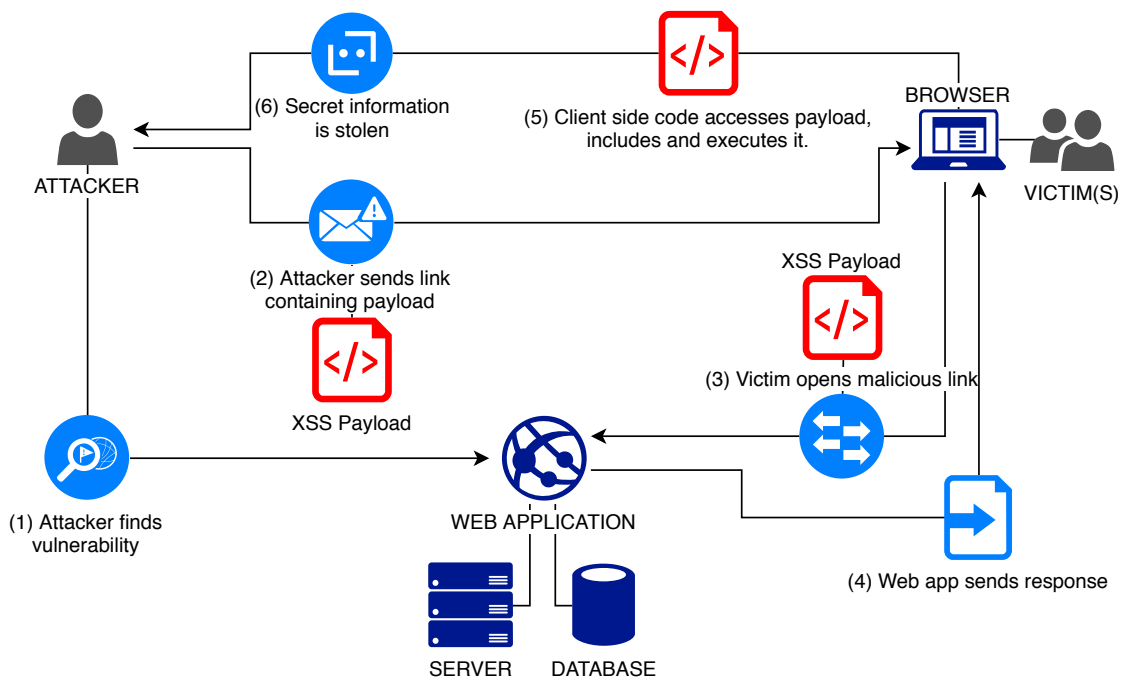 (6) Secret information
is stolen
(5) Client side code accesses payload,
includes and executes it.
BROWSER
ATTACKER
VICTIM(S)
(2) Attacker sends link
containing payload
XSS Payload
XSS Payload
(3) Victim opens malicious link
(1) Attacker finds
vulnerability
WEB APPLICATION
(4) Web app sends response
SERVER
DATABASE